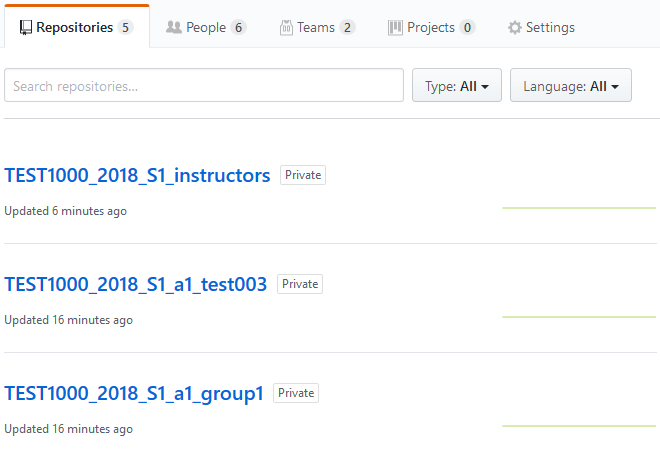 Repositories 5 People 6 Teams 2 Projects 0 Settings
Search repositories... Type: All Language: All
TEST1000_2018_S1_instructors Private
Updated 6 minutes ago
TEST1000_2018_S1_a1_test003 Private
Updated 16 minutes ago
TEST1000_2018_S1_a1_group1 Private
Updated 16 minutes ago